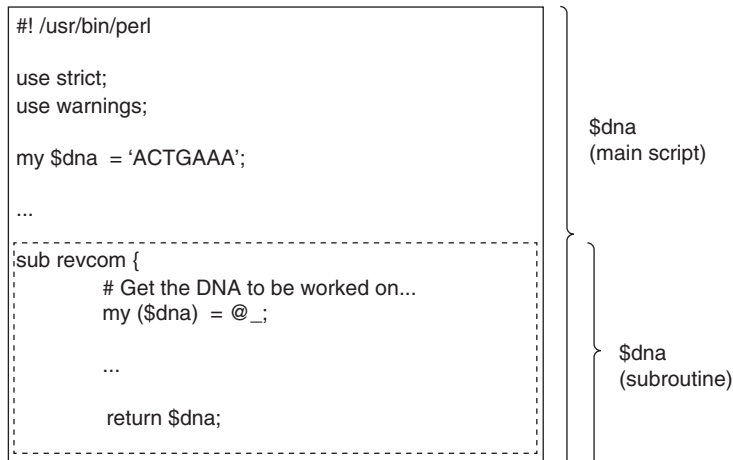 #! /usr/bin/perl
use strict;
use warnings;
my $dna = ‘ACTGAAA’;
...
sub revcom {
# Get the DNA to be worked on...
my ($dna) = @_;
...
return $dna;
$dna
(main script)
$dna
(subroutine)